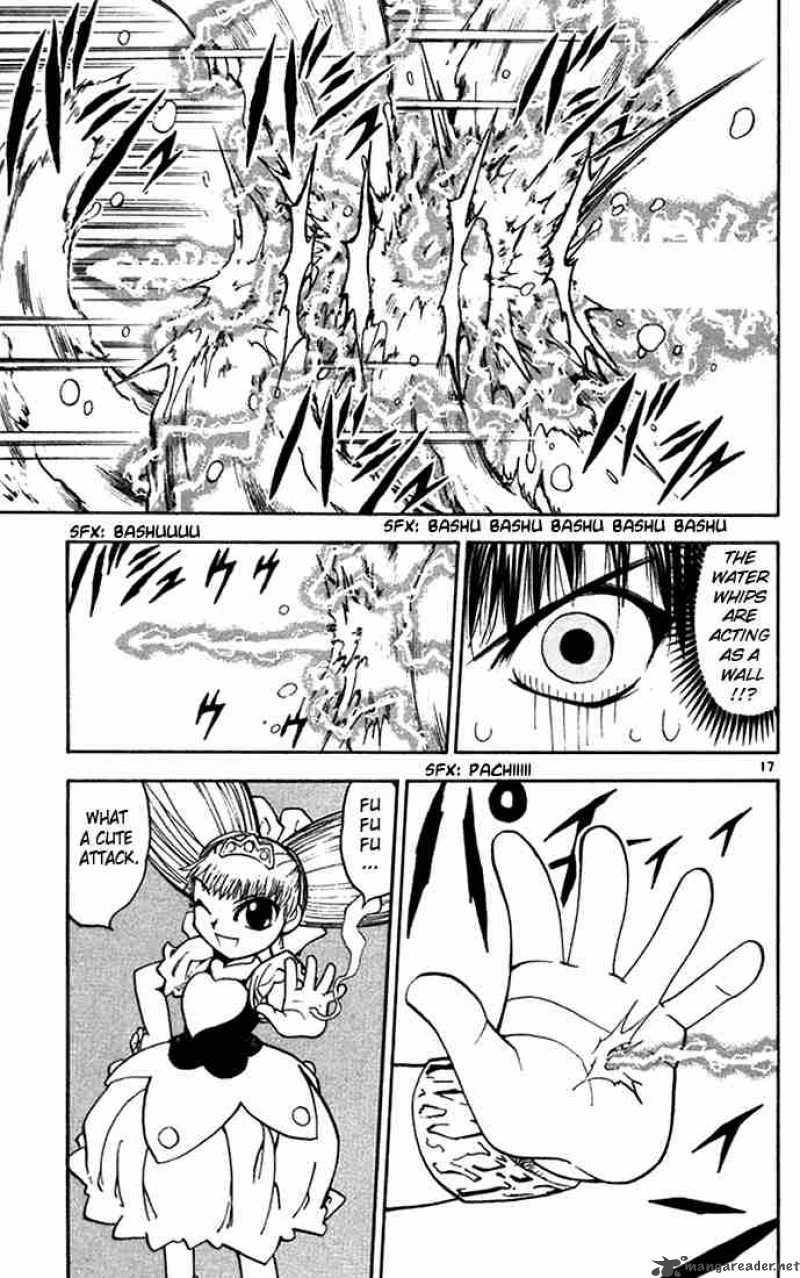 SFX: BASHU BASHU BASHU BASHU BASHU
SFX: BASHUUUU
THE
WATER
WHIPS ARE
ACTING
AS A
WALL
!!?
17
SFX: PACHIIIII
FU
FU
FU
...
WHAT
A CUTE
ATTACK.
mangareader.net